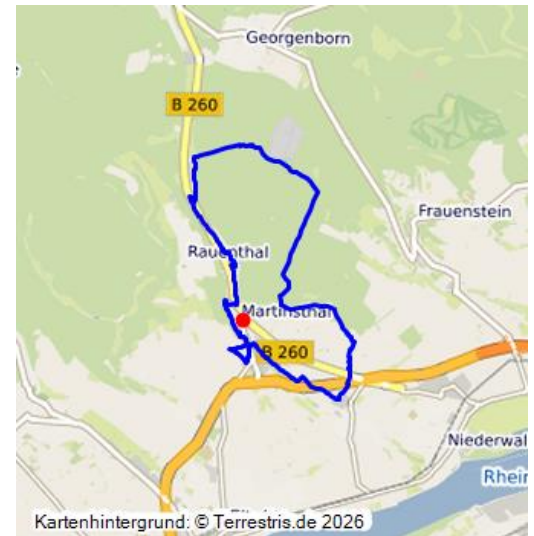 Georgenborn
B 260
Frauenstein
Rauenthal
Martinsthal
B 260
Niederwal
Rhein
Kartenhintergrund: © Terrestris.de 2026